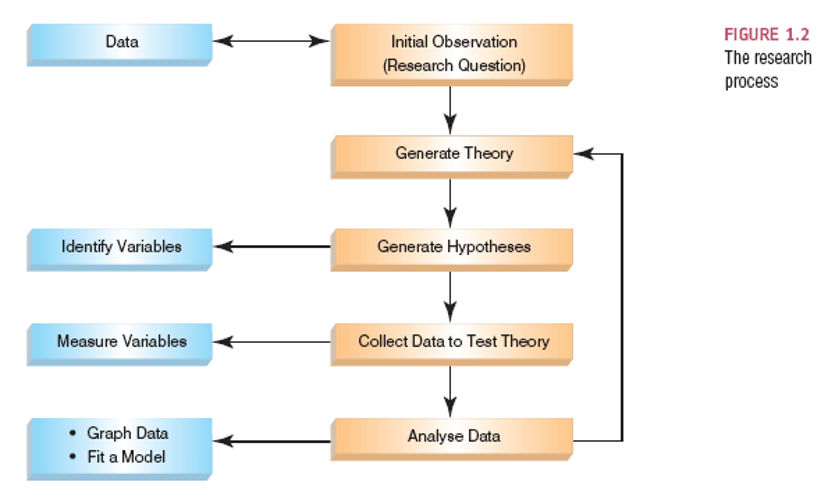 Data
Initial Observation
(Research Question)
FIGURE 1.2
The research
process
Generate Theory
Identify Variables
Generate Hypotheses
Measure Variables
Collect Data to Test Theory
• Graph Data
• Fit a Model
Analyse Data